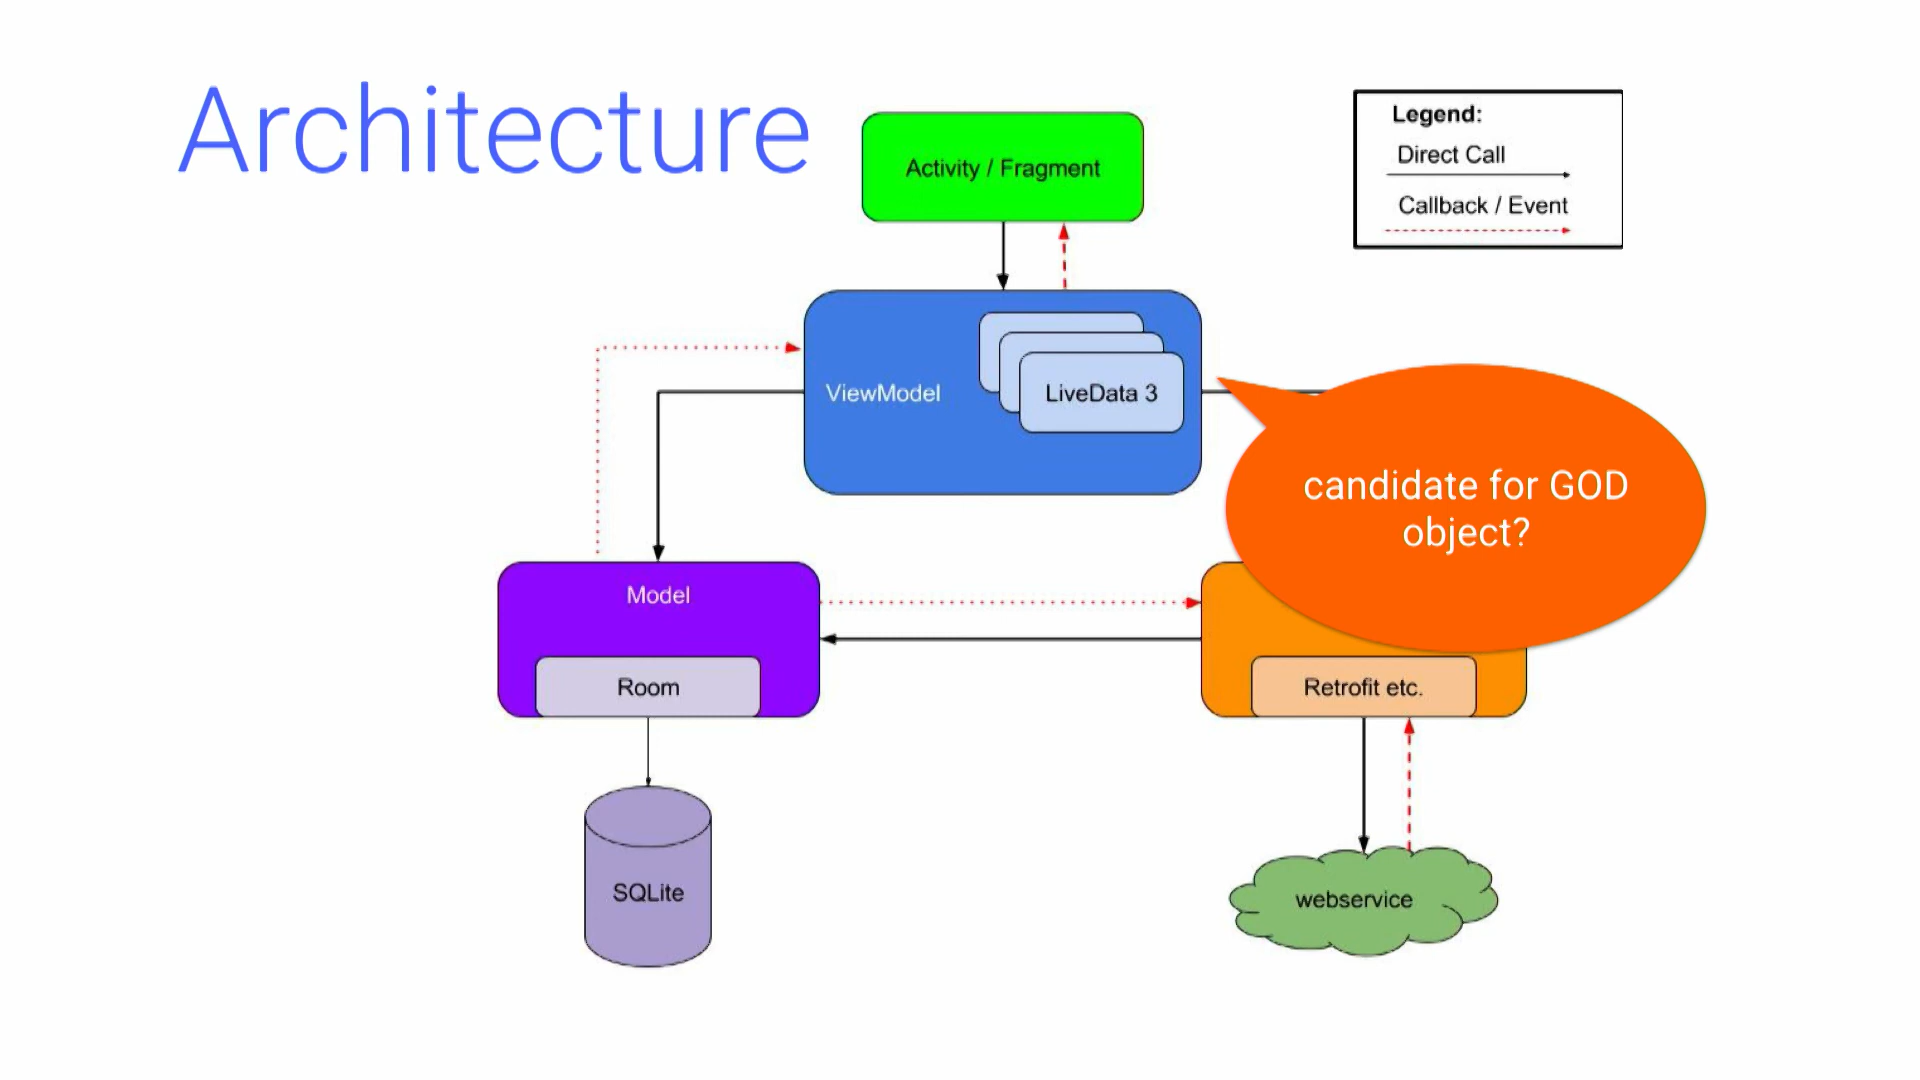 Architecture
Activity / Fragment
Legend:
Direct Call
Callback / Event
ViewModel
LiveData 3
candidate for GOD
object?
Model
Room
Retrofit etc.
SQLite
webservice